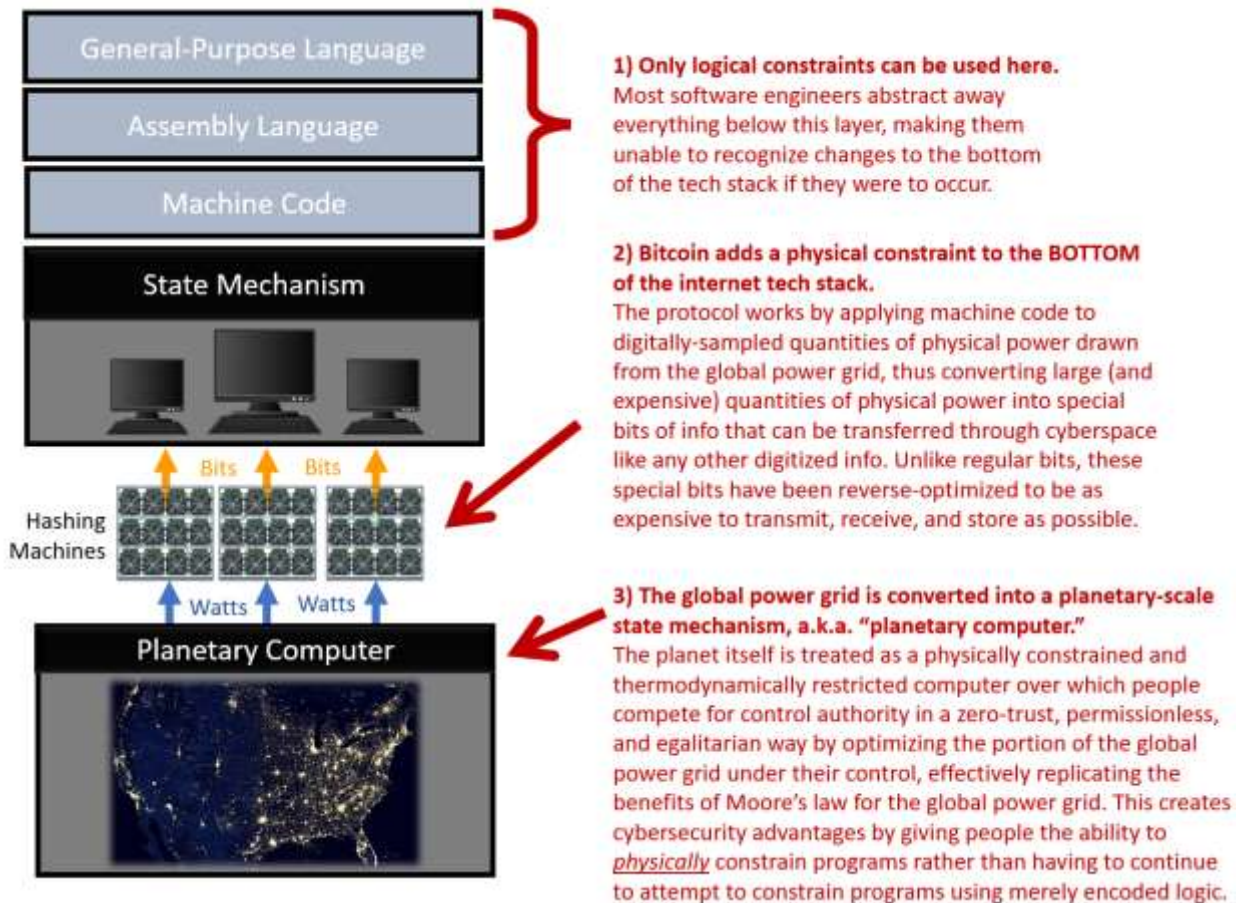 General-Purpose Language
Assembly Language
Machine Code
State Mechanism
Bits Bits
Hashing
Machines
Watts Watts
Planetary Computer
1) Only logical constraints can be used here.
Most software engineers abstract away
everything below this layer, making them
unable to recognize changes to the bottom
of the tech stack if they were to occur.
2) Bitcoin adds a physical constraint to the BOTTOM
of the internet tech stack.
The protocol works by applying machine code to
digitally-sampled quantities of physical power drawn
from the global power grid, thus converting large (and
expensive) quantities of physical power into special
bits of info that can be transferred through cyberspace
like any other digitized info. Unlike regular bits, these
special bits have been reverse-optimized to be as
expensive to transmit, receive, and store as possible.
3) The global power grid is converted into a planetary-scale
state mechanism, a.k.a. “planetary computer.”
The planet itself is treated as a physically constrained and
thermodynamically restricted computer over which people
compete for control authority in a zero-trust, permissionless,
and egalitarian way by optimizing the portion of the global
power grid under their control, effectively replicating the
benefits of Moore’s law for the global power grid. This creates
cybersecurity advantages by giving people the ability to
physically constrain programs rather than having to continue
to attempt to constrain programs using merely encoded logic.